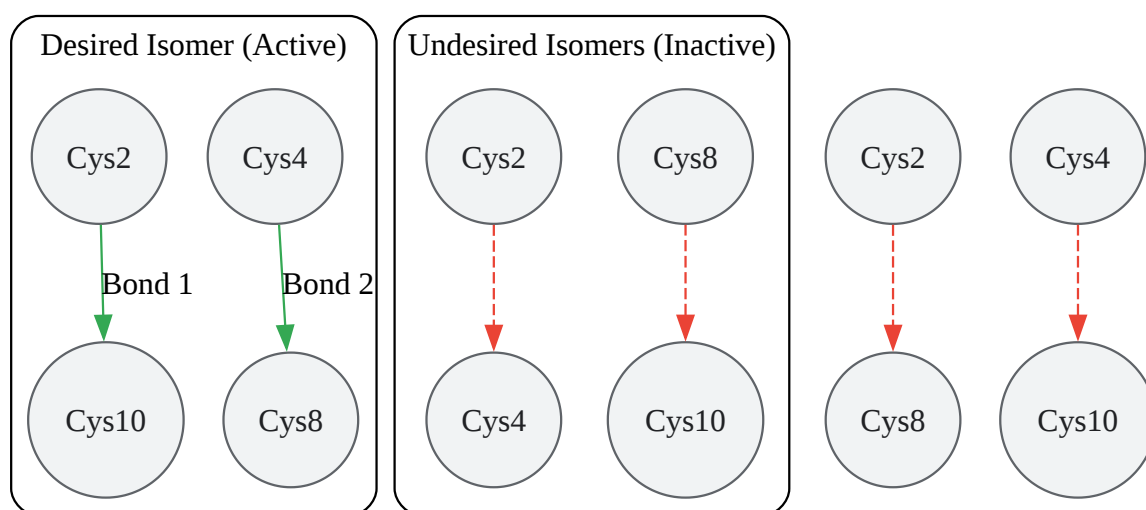 Desired Isomer (Active)
Undesired Isomers (Inactive)
Cys2
Cys4
Cys2
Cys8
Cys2
Cys4
Bond 1
Bond 2
Cys10
Cys8
Cys4
Cys10
Cys8
Cys10